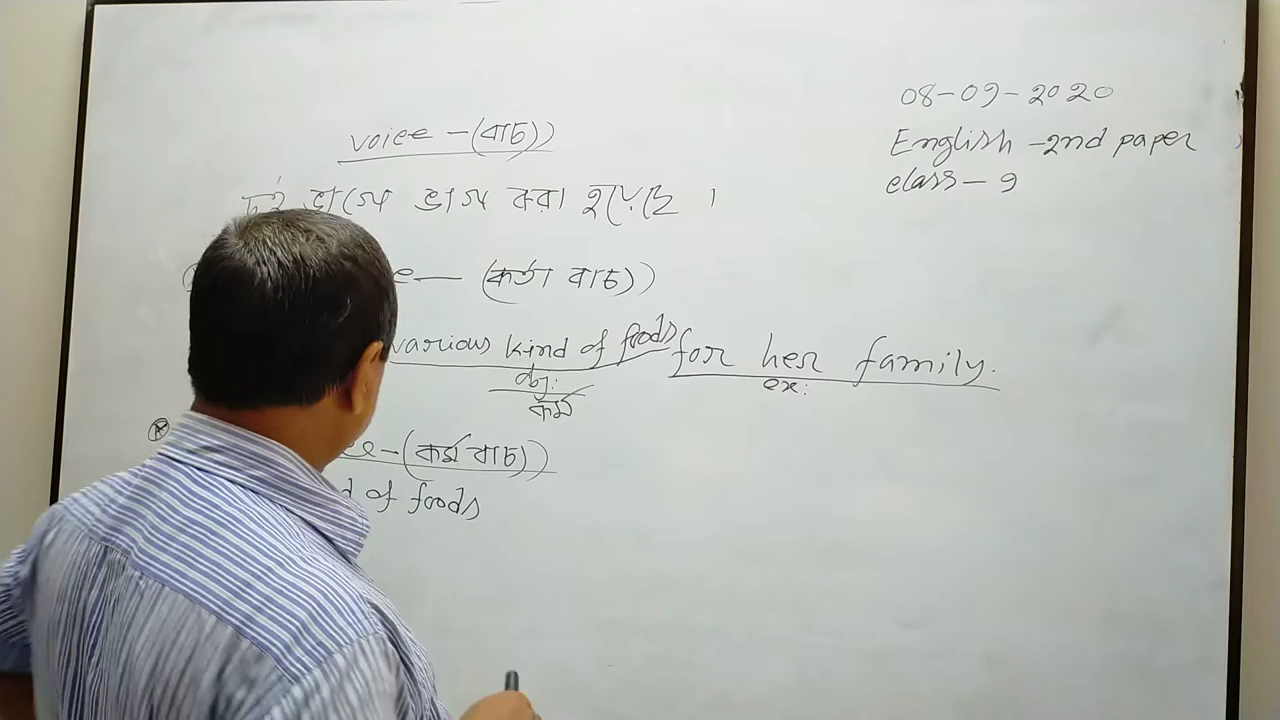 08-09-2020
English -2nd paper
class - 9
voice - (বাচ্য)
দুই ভাগে ভাগ করা হয়েছে ।
e— (কর্তা বাচ্য)
various kind of foods for her family.
obj: ex:
কর্ম
ce - (কর্ম বাচ্য)
d of foods